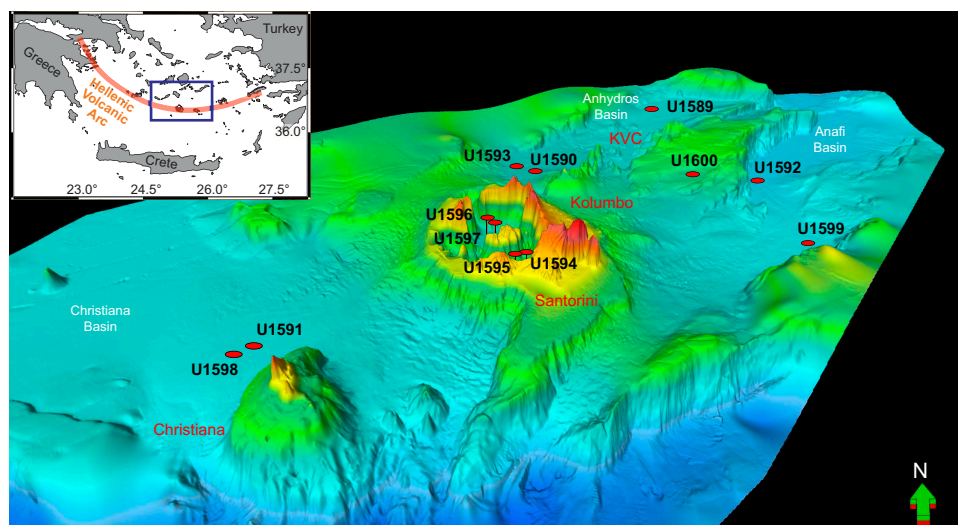 Turkey
Greece
37.5°
Hellenic
Volcanic
Arc
36.0°
Crete
23.0°
24.5°
26.0°
27.5°
Anhydros
Basin
U1589
KVC
Anafi
Basin
U1593
U1590
U1600
U1592
Kolumbo
U1596
U1597
U1599
U1595
U1594
Santorini
Christiana
Basin
U1591
U1598
Christiana
N